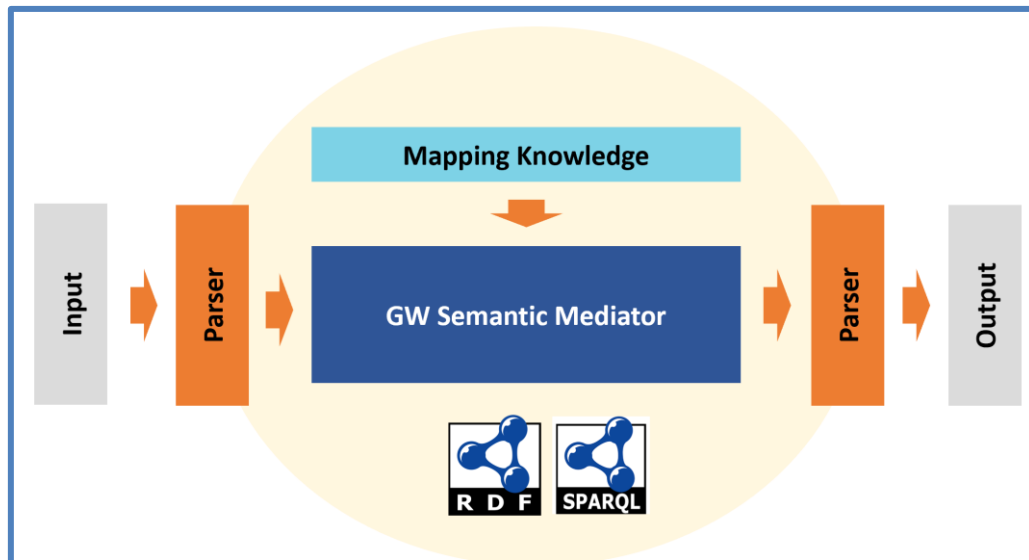 Mapping Knowledge
Input
Parser
GW Semantic Mediator
Parser
Output
R D F
SPARQL